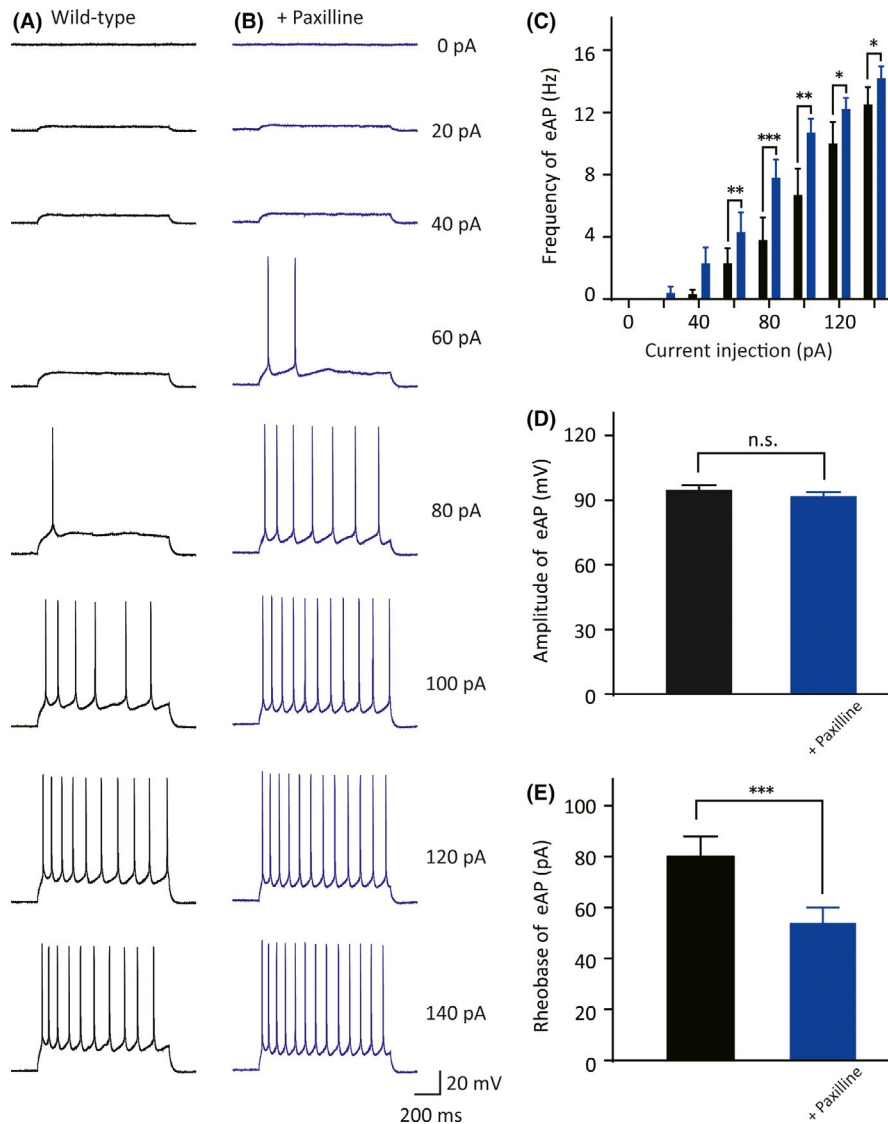 (A) Wild-type
(B) + Paxilline
0 pA
20 pA
40 pA
60 pA
80 pA
100 pA
120 pA
140 pA
20 mV
200 ms
(C)
Frequency of eAP (Hz)
16
12
8
4
0
** *** ** * *
0 40 80 120
Current injection (pA)
(D)
Amplitude of eAP (mV)
120
90
60
30
0
n.s.
+ Paxilline
(E)
Rheobase of eAP (pA)
100
80
60
40
20
0
***
+ Paxilline